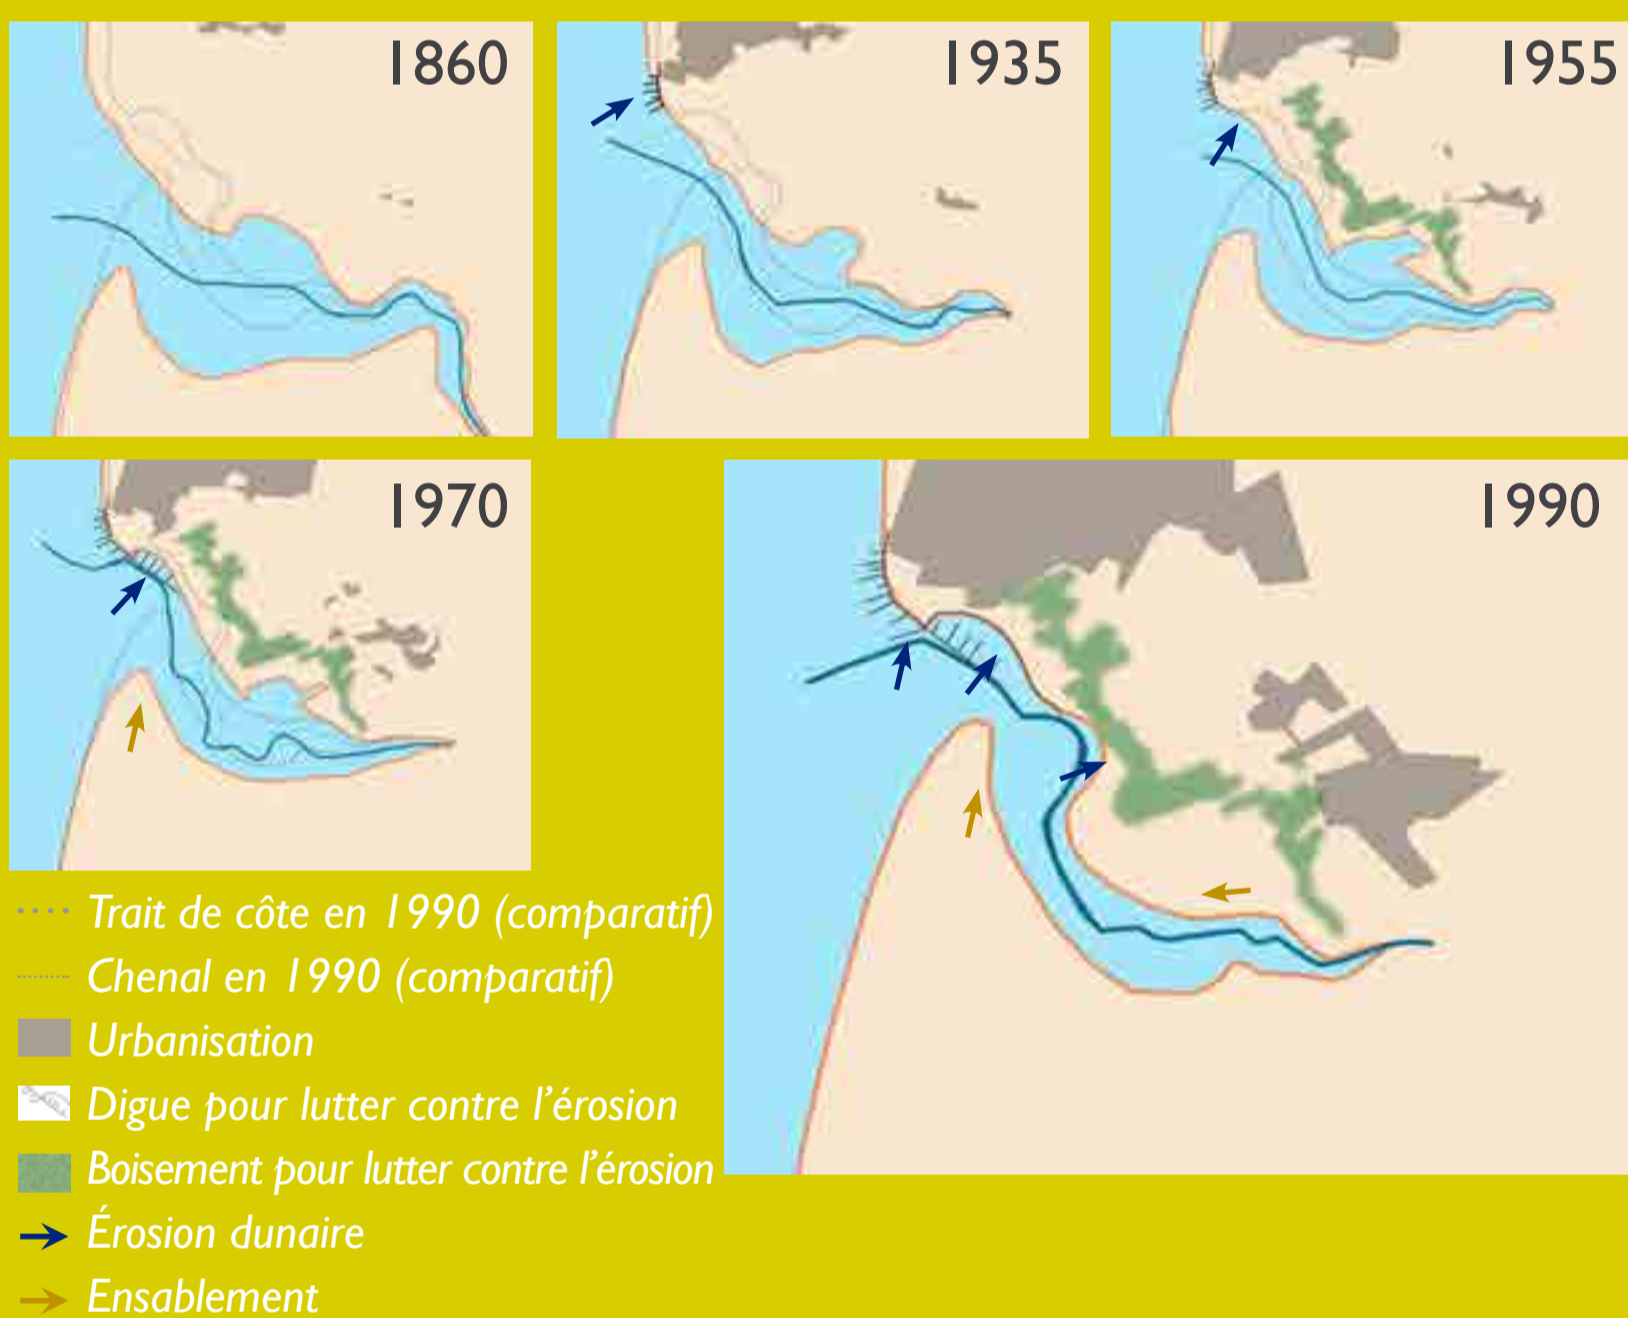 1860
1935
1955
1970
1990
Trait de côte en 1990 (comparatif)
Chenal en 1990 (comparatif)
Urbanisation
Digue pour lutter contre l'érosion
Boisement pour lutter contre l'érosion
Érosion dunaire
Ensablement